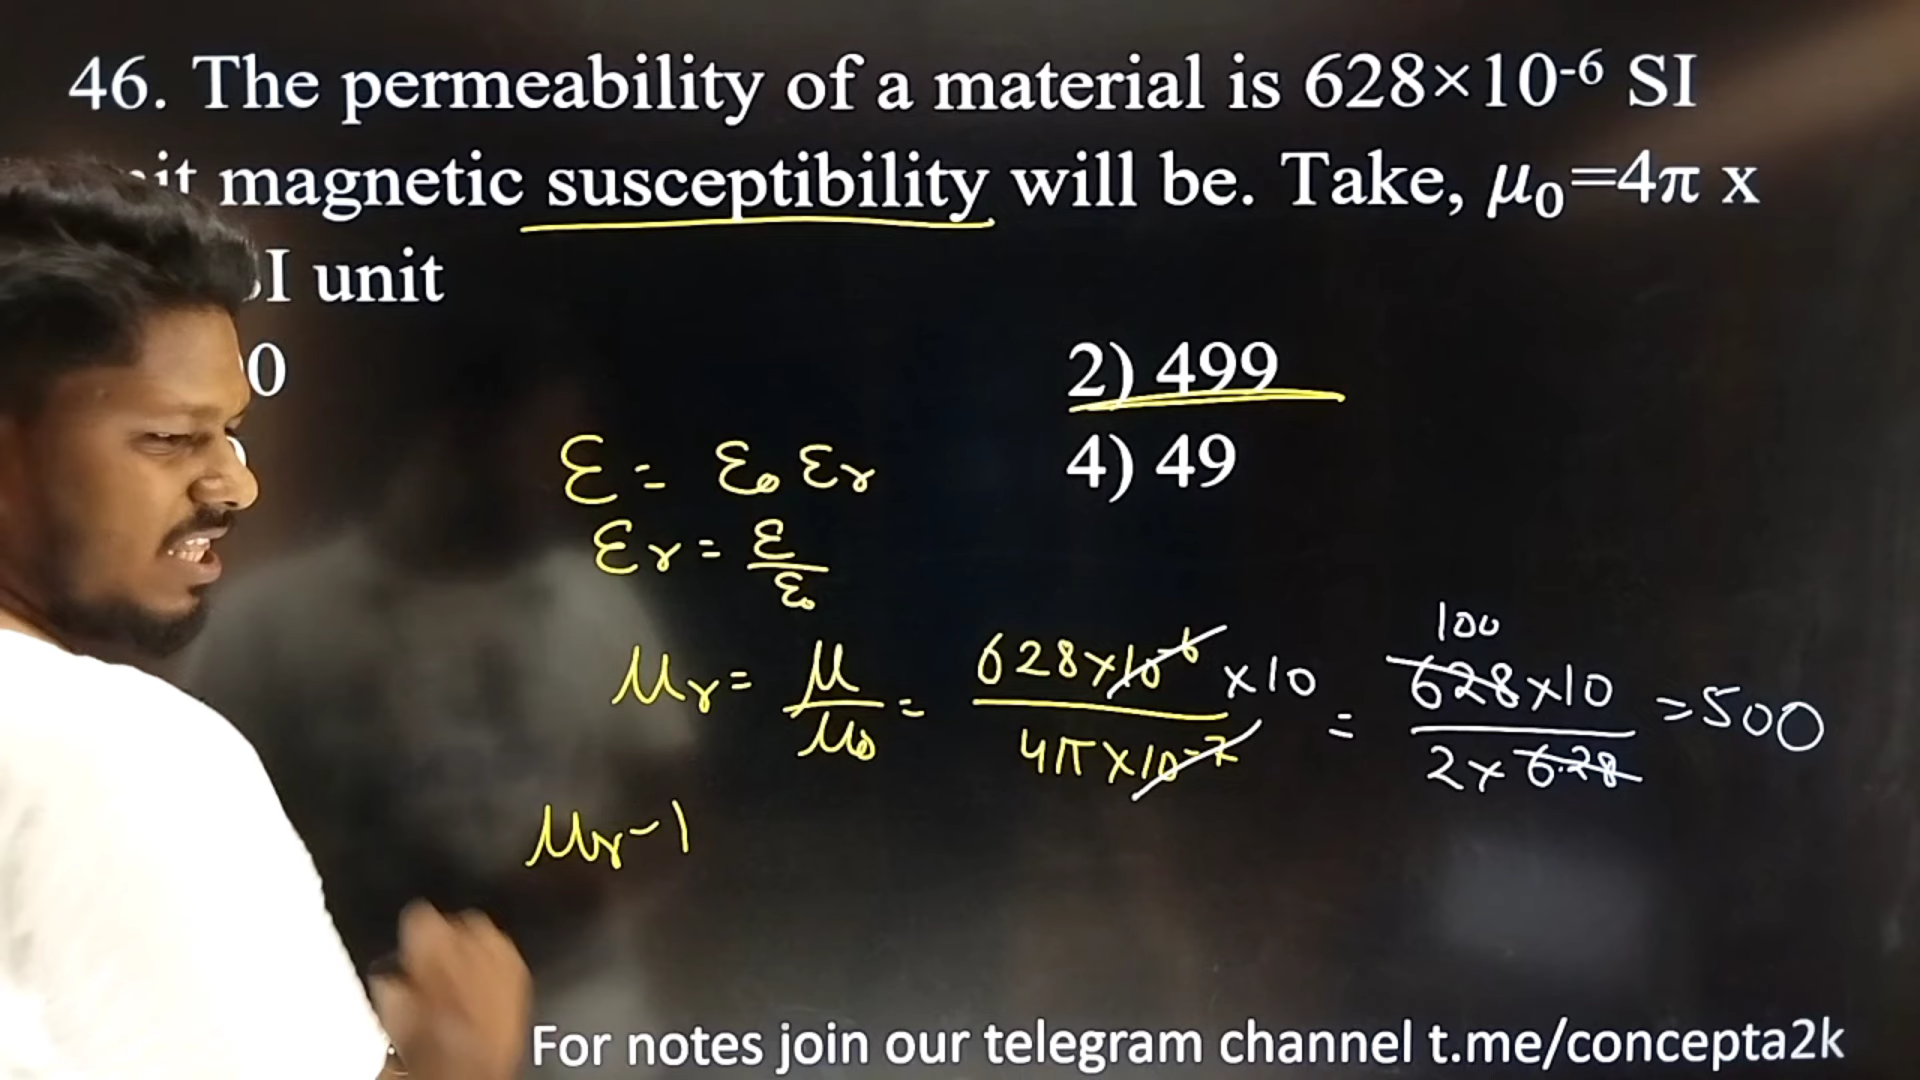 46. The permeability of a material is 628×10⁻⁶ SI
magnetic susceptibility will be. Take, μ₀=4π x
I unit
0
2) 499
4) 49
ε = ε₀ εr
εr = ε/ε₀
μr = μ/μ₀ = 628×10⁻⁶/4π×10⁻⁷ ×10 = 100 628×10/2×6.28 = 500
μr-1
For notes join our telegram channel t.me/concepta2k